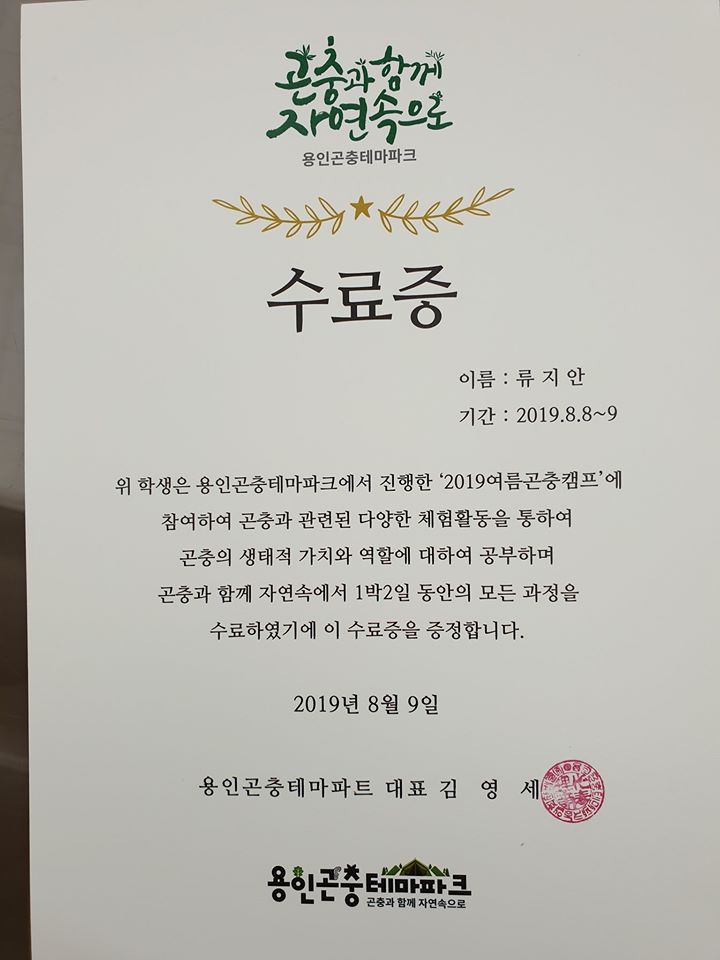 곤충과 함께
자연속으로
용인곤충테마파크
수료증
이름 : 류 지 안
기간 : 2019.8.8~9
위 학생은 용인곤충테마파크에서 진행한 ‘2019여름곤충캠프’에
참여하여 곤충과 관련된 다양한 체험활동을 통하여
곤충의 생태적 가치와 역할에 대하여 공부하며
곤충과 함께 자연속에서 1박2일 동안의 모든 과정을
수료하였기에 이 수료증을 증정합니다.
2019년 8월 9일
용인곤충테마파트 대표 김 영 세
용인곤충테마파크
곤충과 함께 자연속으로